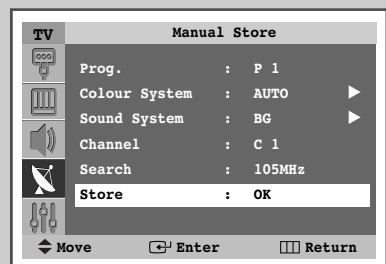 TV Manual Store
Prog. : P 1
Colour System : AUTO
Sound System : BG
Channel : C 1
Search : 105MHz
Store : OK
Move Enter Return